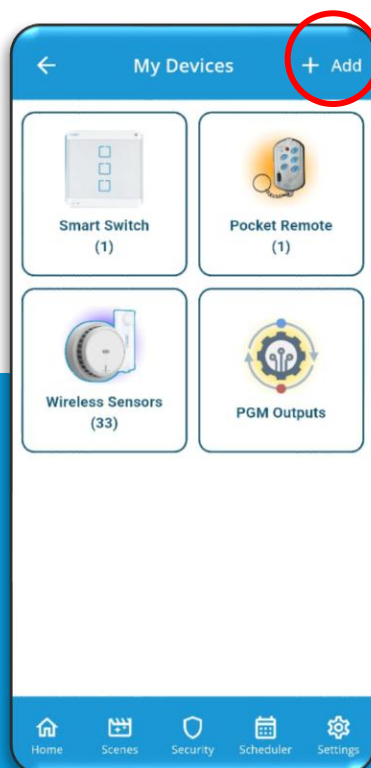 My Devices
+ Add
Smart Switch
(1)
Pocket Remote
(1)
Wireless Sensors
(33)
PGM Outputs
Home
Scenes
Security
Scheduler
Settings